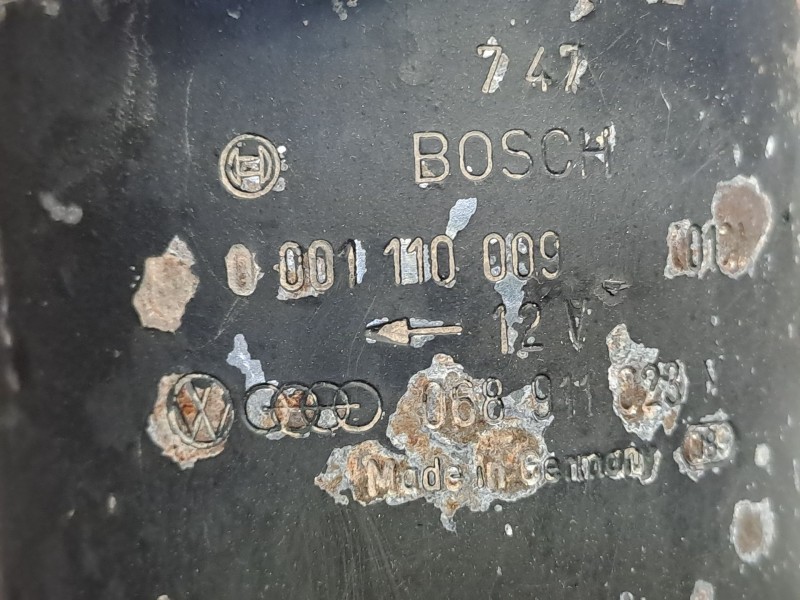 747
BOSCH
0 001 110 009
12 V
068 911 023
Made in Germany